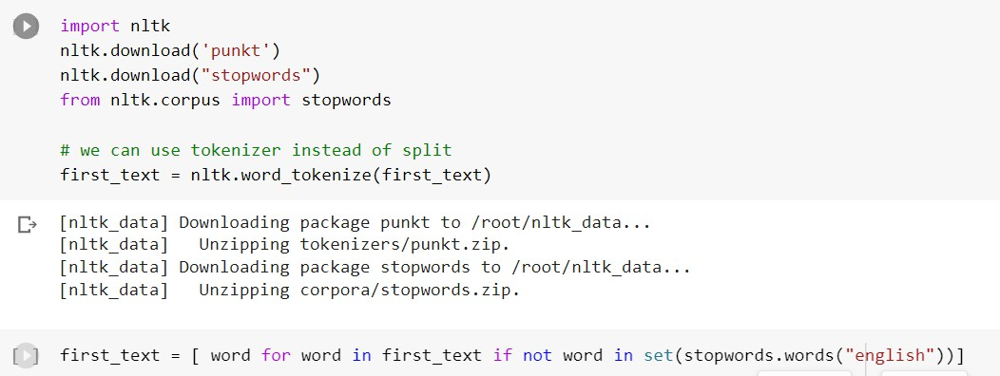 import nltk
nltk.download('punkt')
nltk.download("stopwords")
from nltk.corpus import stopwords
# we can use tokenizer instead of split
first_text = nltk.word_tokenize(first_text)
[nltk_data] Downloading package punkt to /root/nltk_data...
[nltk_data]   Unzipping tokenizers/punkt.zip.
[nltk_data] Downloading package stopwords to /root/nltk_data...
[nltk_data]   Unzipping corpora/stopwords.zip.
[ ] first_text = [ word for word in first_text if not word in set(stopwords.words("english"))]